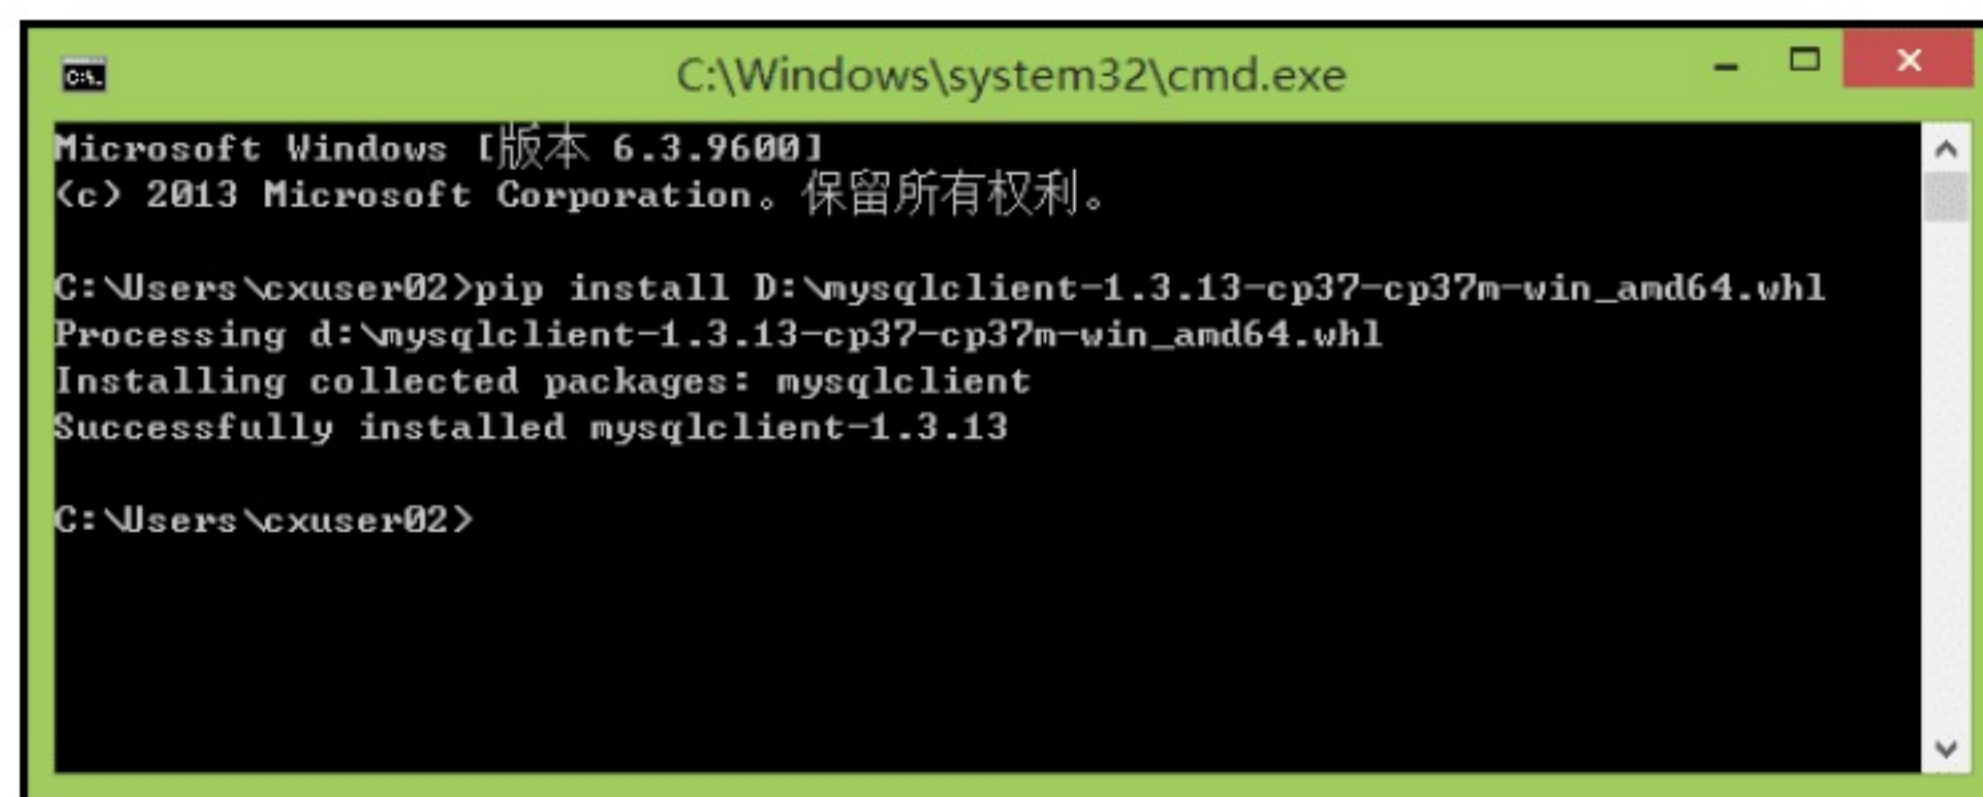 C:\Windows\system32\cmd.exe
Microsoft Windows [版本 6.3.9600]
(c) 2013 Microsoft Corporation。保留所有权利。
C:\Users\cxuser02>pip install D:\mysqlclient-1.3.13-cp37-cp37m-win_amd64.whl
Processing d:\mysqlclient-1.3.13-cp37-cp37m-win_amd64.whl
Installing collected packages: mysqlclient
Successfully installed mysqlclient-1.3.13
C:\Users\cxuser02>